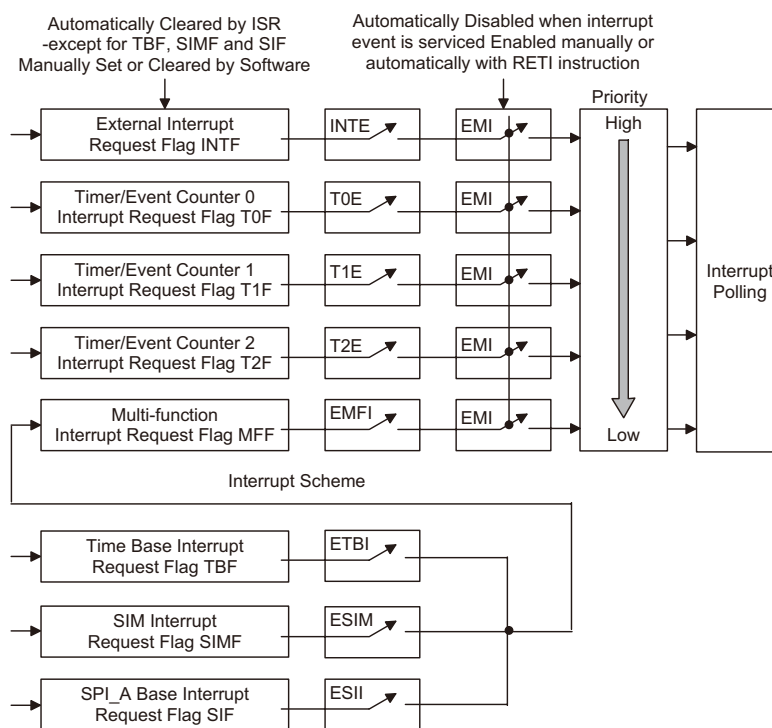 Automatically Cleared by ISR
-except for TBF, SIMF and SIF
Manually Set or Cleared by Software
Automatically Disabled when interrupt
event is serviced Enabled manually or
automatically with RETI instruction
Priority
External Interrupt
Request Flag INTF
INTE
EMI
High
Timer/Event Counter 0
Interrupt Request Flag T0F
T0E
EMI
Timer/Event Counter 1
Interrupt Request Flag T1F
T1E
EMI
Interrupt
Polling
Timer/Event Counter 2
Interrupt Request Flag T2F
T2E
EMI
Multi-function
Interrupt Request Flag MFF
EMFI
EMI
Low
Interrupt Scheme
Time Base Interrupt
Request Flag TBF
ETBI
SIM Interrupt
Request Flag SIMF
ESIM
SPI_A Base Interrupt
Request Flag SIF
ESII